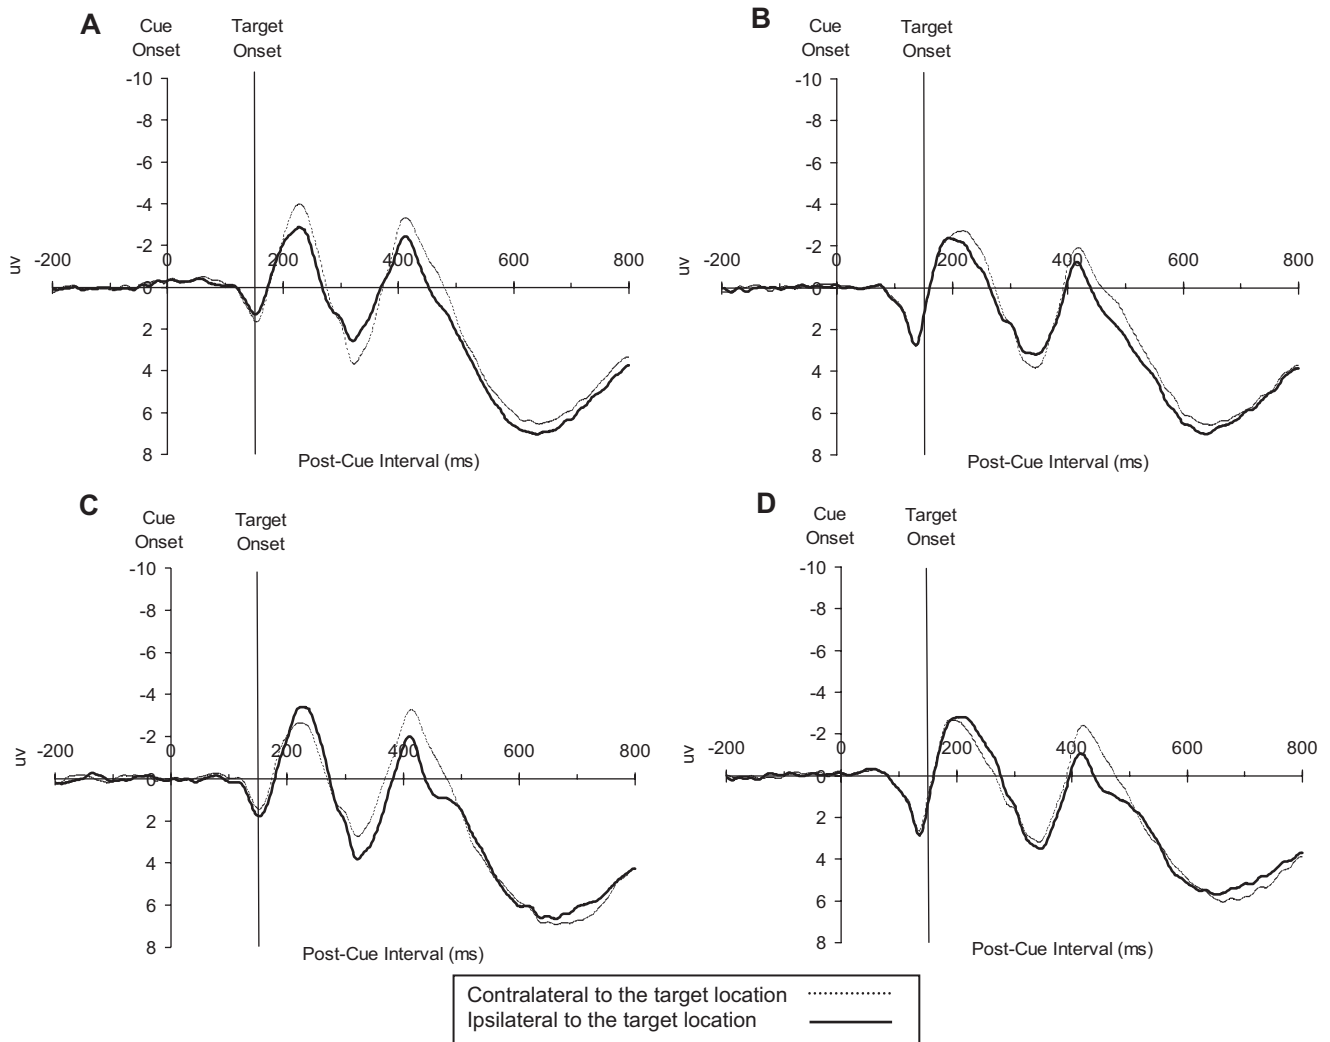 A
Cue Target
Onset Onset
-10
-8
-6
-4
-2
0
2
4
6
8
uv
-200 0 200 400 600 800
Post-Cue Interval (ms)
B
Cue Target
Onset Onset
-10
-8
-6
-4
-2
0
2
4
6
8
uv
-200 0 200 400 600 800
Post-Cue Interval (ms)
C
Cue Target
Onset Onset
-10
-8
-6
-4
-2
0
2
4
6
8
uv
-200 0 200 400 600 800
Post-Cue Interval (ms)
D
Cue Target
Onset Onset
-10
-8
-6
-4
-2
0
2
4
6
8
uv
-200 0 200 400 600 800
Post-Cue Interval (ms)
Contralateral to the target location
Ipsilateral to the target location